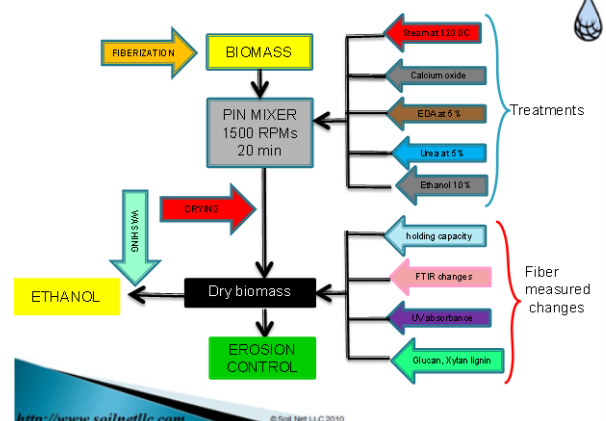 FIBERIZATION
BIOMASS
Steam at 120 0C
Calcium oxide
EDA at 5 %
Urea at 5 %
Ethanol 10 %
Treatments
PIN MIXER
1500 RPMs
20 min
DRYING
WASHING
ETHANOL
Dry biomass
EROSION
CONTROL
holding capacity
FTIR changes
UV absorbance
Glucan, Xylan lignin
Fiber
measured
changes
http://www.soilnetllc.com
©Soil Net LLC 2010